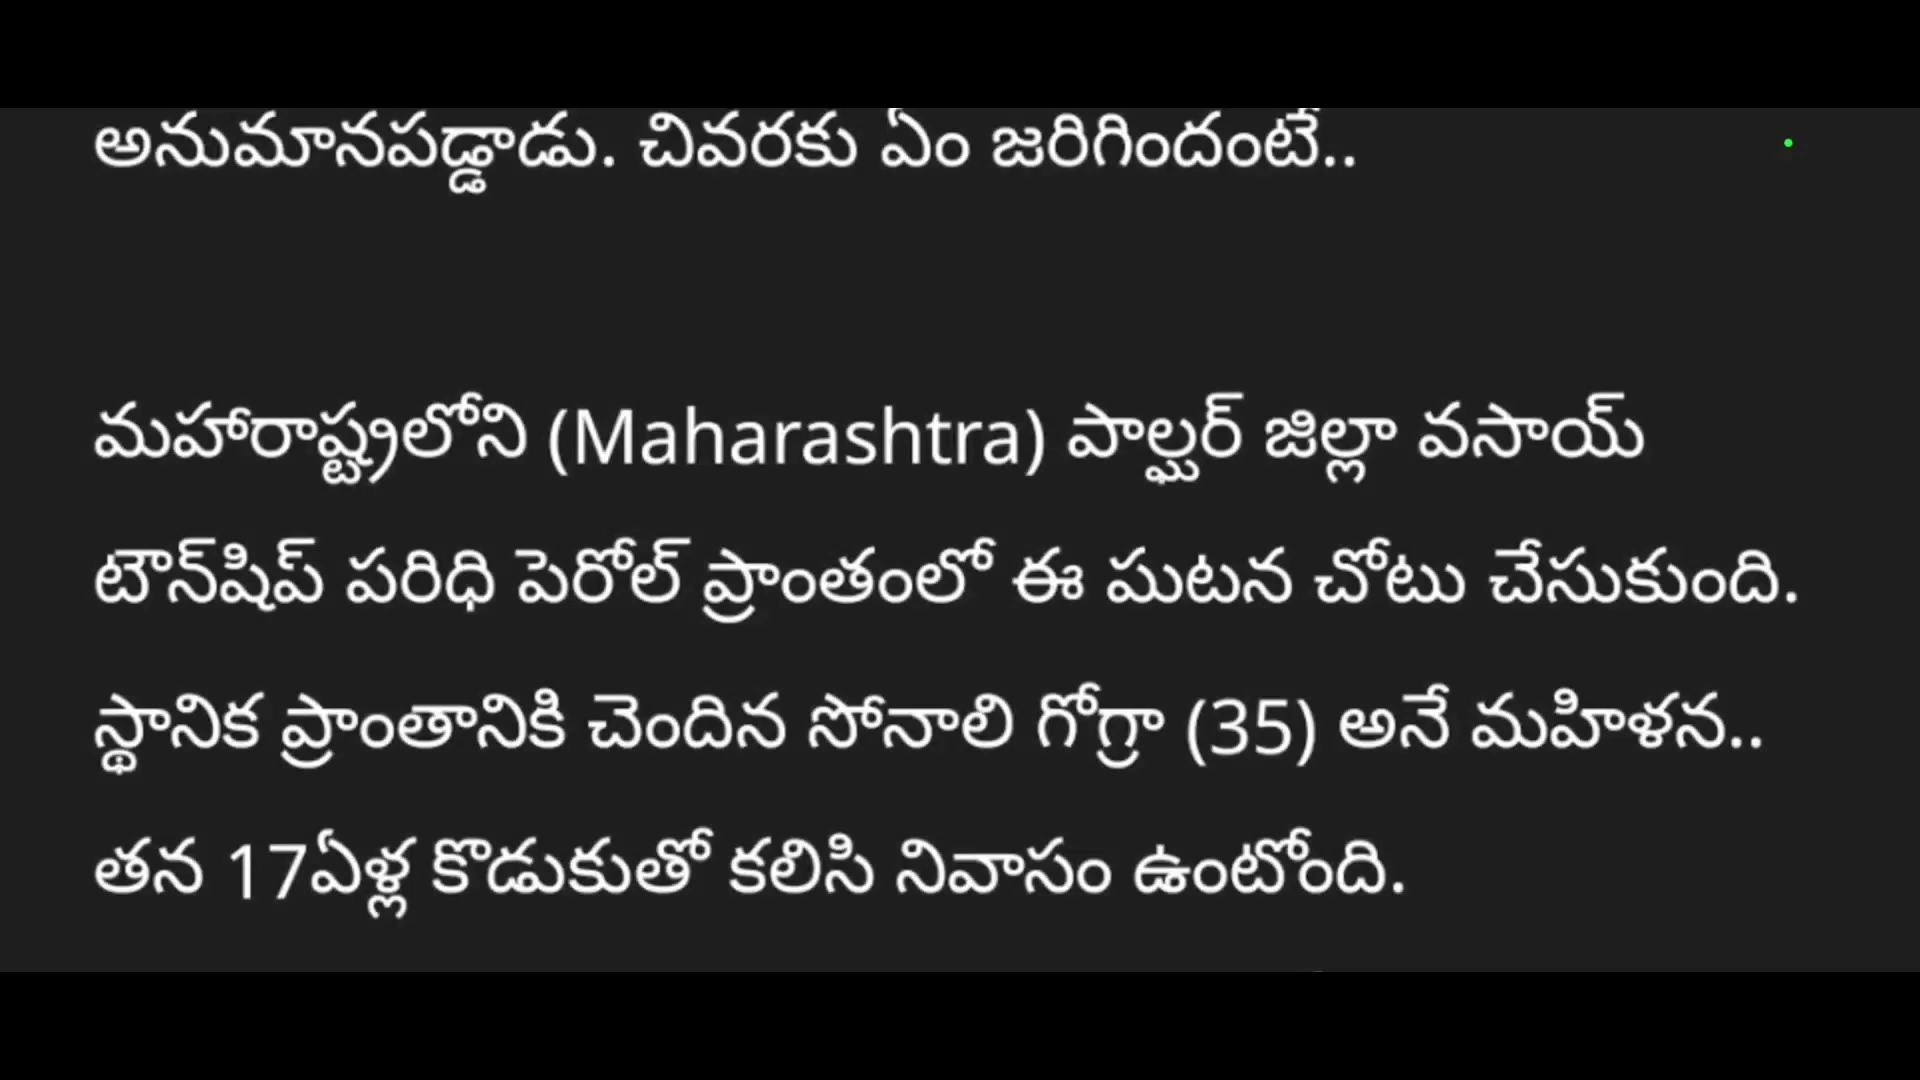 అనుమానపడ్డాడు. చివరకు ఏం జరిగిందంటే..
మహారాష్ట్రలోని (Maharashtra) పాల్ఘర్ జిల్లా వసాయ్
టౌన్‌షిప్ పరిధి పెరోల్ ప్రాంతంలో ఈ ఘటన చోటు చేసుకుంది.
స్థానిక ప్రాంతానికి చెందిన సోనాలి గోగ్రా (35) అనే మహిళన..
తన 17ఏళ్ల కొడుకుతో కలిసి నివాసం ఉంటోంది.